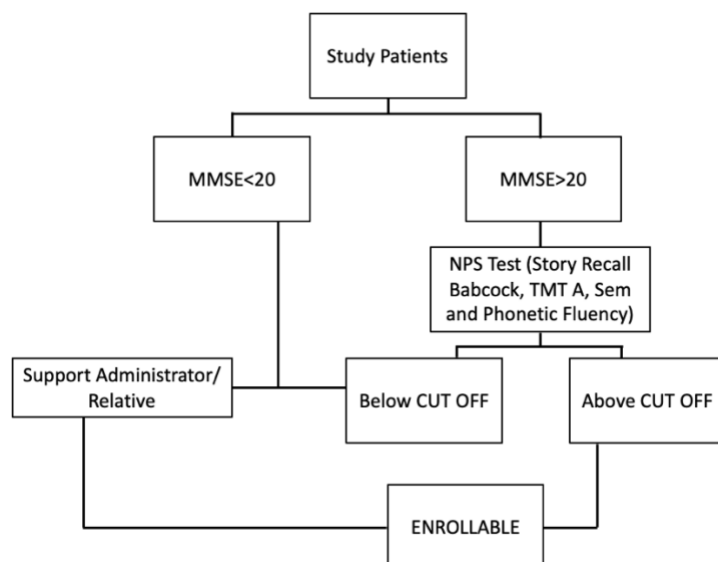 Study Patients
MMSE<20
MMSE>20
NPS Test (Story Recall
Babcock, TMT A, Sem
and Phonetic Fluency)
Support Administrator/
Relative
Below CUT OFF
Above CUT OFF
ENROLLABLE